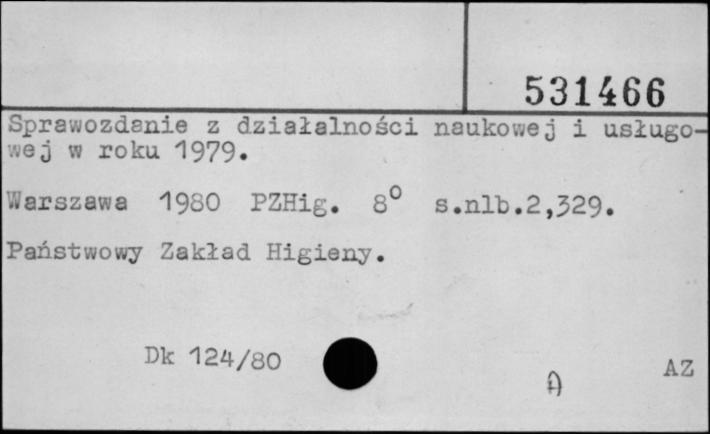 531466
Sprawozdanie z działalności naukowej i usługo-
wej w roku 1979.
Warszawa 1980 PZHig. 8° s.nlb.2,329.
Państwowy Zakład Higieny.
Dk 124/80
AZ